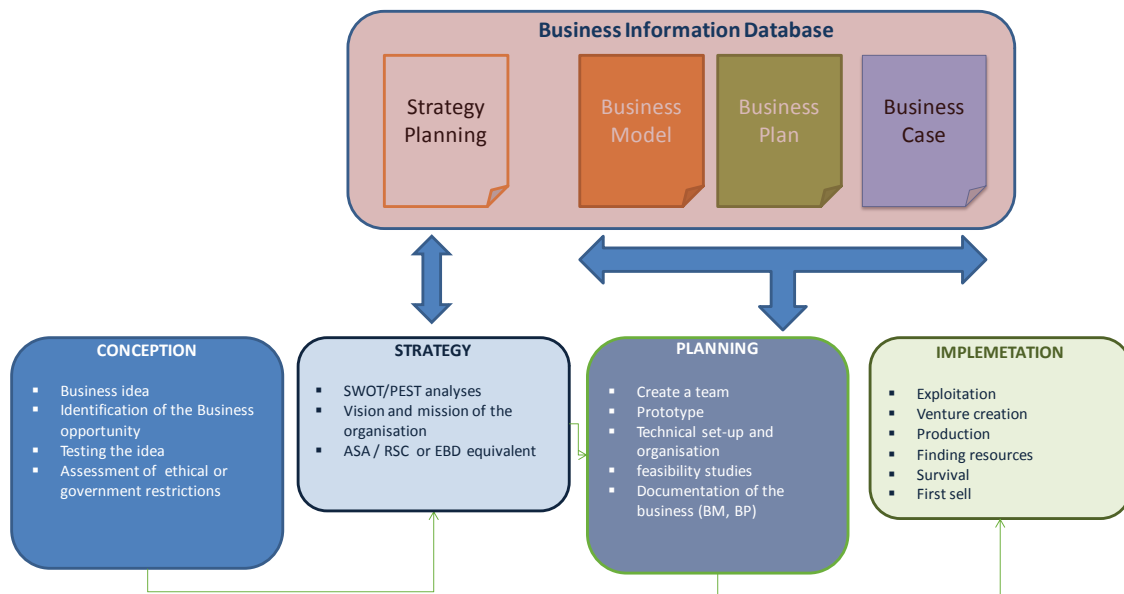 Business Information Database
Strategy
Planning
Business
Model
Business
Plan
Business
Case
CONCEPTION
▪ Business idea
▪ Identification of the Business
opportunity
▪ Testing the idea
▪ Assessment of ethical or
government restrictions
STRATEGY
▪ SWOT/PEST analyses
▪ Vision and mission of the
organisation
▪ ASA / RSC or EBD equivalent
PLANNING
▪ Create a team
▪ Prototype
▪ Technical set-up and
organisation
▪ feasibility studies
▪ Documentation of the
business (BM, BP)
IMPLEMETATION
▪ Exploitation
▪ Venture creation
▪ Production
▪ Finding resources
▪ Survival
▪ First sell